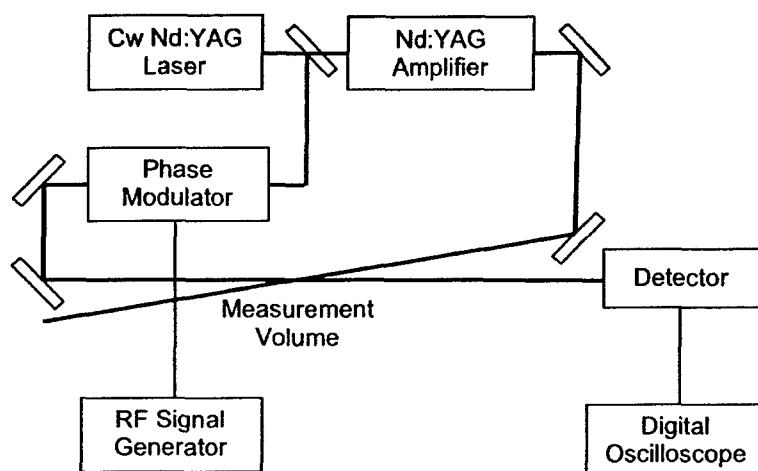 Cw Nd:YAG
Laser
Nd:YAG
Amplifier
Phase
Modulator
Detector
Measurement
Volume
RF Signal
Generator
Digital
Oscilloscope